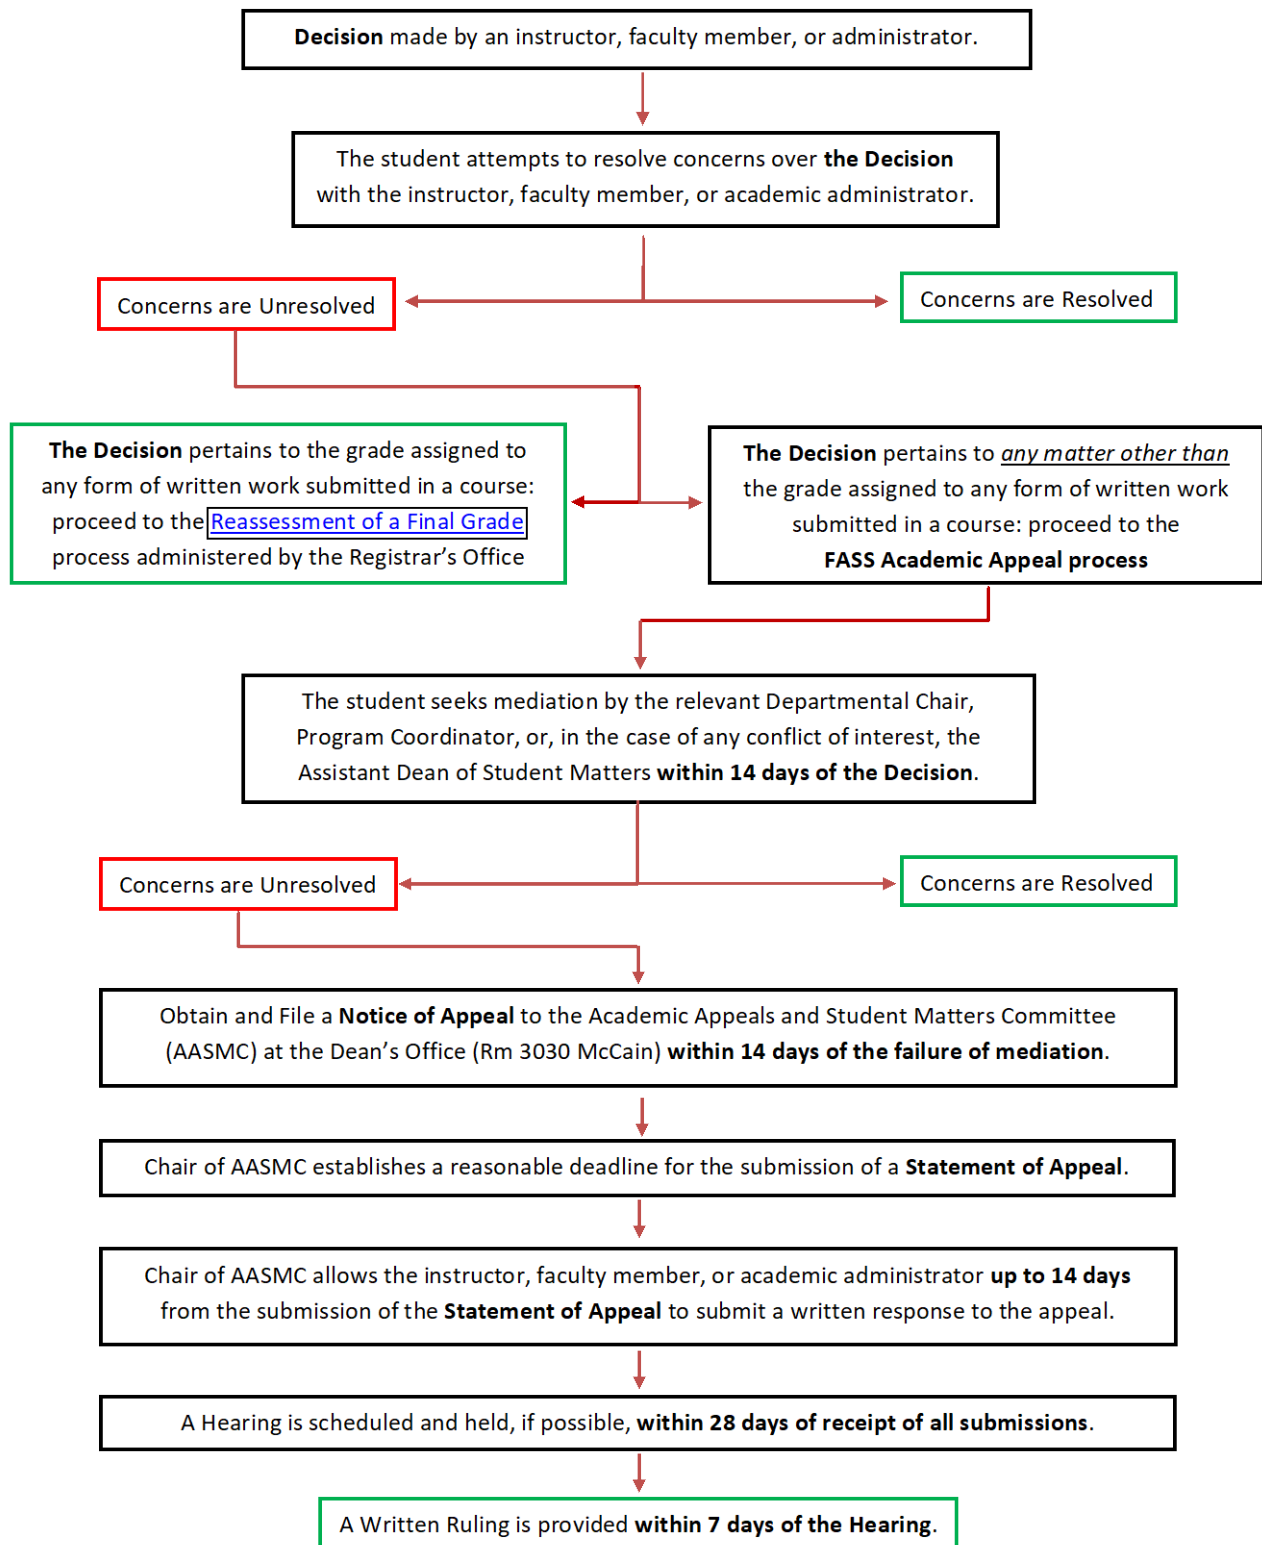 Decision made by an instructor, faculty member, or administrator.
The student attempts to resolve concerns over the Decision
with the instructor, faculty member, or academic administrator.
Concerns are Unresolved
Concerns are Resolved
The Decision pertains to the grade assigned to
any form of written work submitted in a course:
proceed to the Reassessment of a Final Grade
process administered by the Registrar’s Office
The Decision pertains to any matter other than
the grade assigned to any form of written work
submitted in a course: proceed to the
FASS Academic Appeal process
The student seeks mediation by the relevant Departmental Chair,
Program Coordinator, or, in the case of any conflict of interest, the
Assistant Dean of Student Matters within 14 days of the Decision.
Concerns are Unresolved
Concerns are Resolved
Obtain and File a Notice of Appeal to the Academic Appeals and Student Matters Committee
(AASMC) at the Dean’s Office (Rm 3030 McCain) within 14 days of the failure of mediation.
Chair of AASMC establishes a reasonable deadline for the submission of a Statement of Appeal.
Chair of AASMC allows the instructor, faculty member, or academic administrator up to 14 days
from the submission of the Statement of Appeal to submit a written response to the appeal.
A Hearing is scheduled and held, if possible, within 28 days of receipt of all submissions.
A Written Ruling is provided within 7 days of the Hearing.